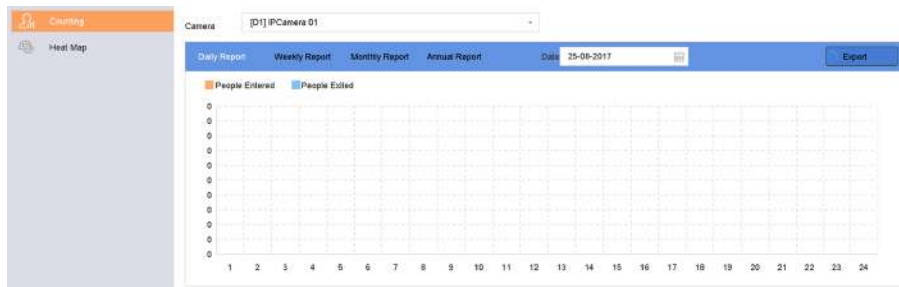 Counting
Heat Map
Camera [D1] IPCamera 01
Daily Report Weekly Report Monthly Report Annual Report Date 25-08-2017 Export
People Entered People Exited
0
0
0
0
0
0
0
0
0
0
0
1 2 3 4 5 6 7 8 9 10 11 12 13 14 15 16 17 18 19 20 21 22 23 24